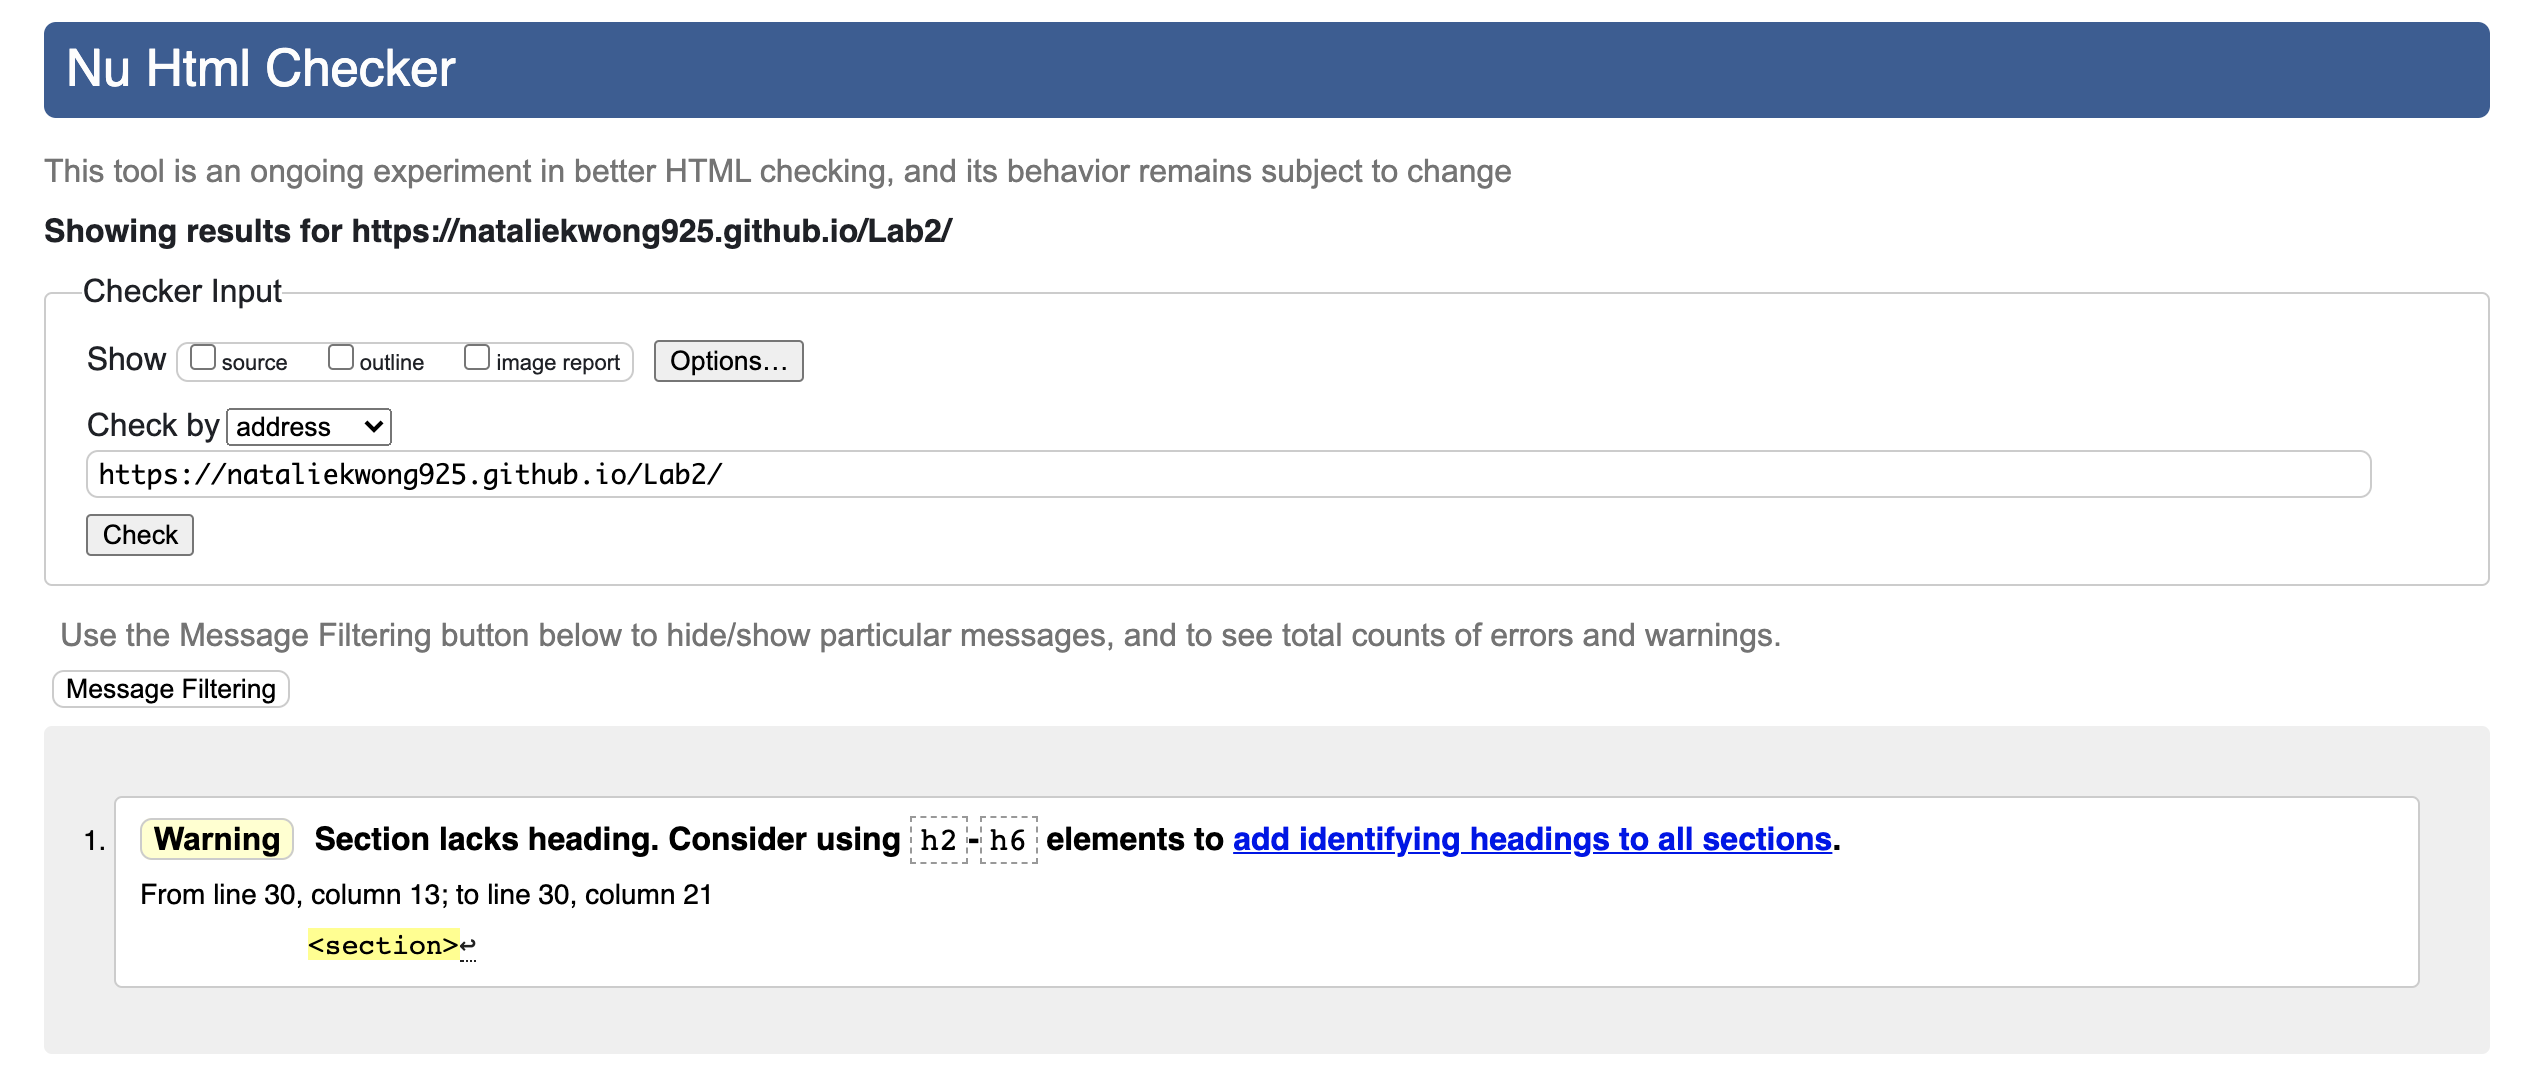 Nu Html Checker
This tool is an ongoing experiment in better HTML checking, and its behavior remains subject to change
Showing results for https://nataliekwong925.github.io/Lab2/
Checker Input
Show source outline image report Options...
Check by address
https://nataliekwong925.github.io/Lab2/
Check
Use the Message Filtering button below to hide/show particular messages, and to see total counts of errors and warnings.
Message Filtering
1. Warning Section lacks heading. Consider using h2-h6 elements to add identifying headings to all sections.
From line 30, column 13; to line 30, column 21
<section>↩